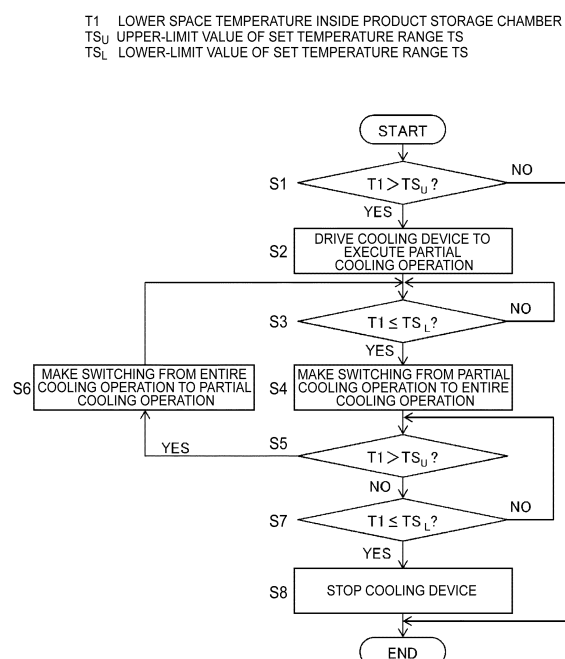 T1 LOWER SPACE TEMPERATURE INSIDE PRODUCT STORAGE CHAMBER
TSU UPPER-LIMIT VALUE OF SET TEMPERATURE RANGE TS
TSL LOWER-LIMIT VALUE OF SET TEMPERATURE RANGE TS
START
S1
T1 > TSU ?
NO
YES
S2
DRIVE COOLING DEVICE TO
EXECUTE PARTIAL
COOLING OPERATION
S3
T1 ≤ TSL?
NO
YES
S6
MAKE SWITCHING FROM ENTIRE
COOLING OPERATION TO PARTIAL
COOLING OPERATION
S4
MAKE SWITCHING FROM PARTIAL
COOLING OPERATION TO ENTIRE
COOLING OPERATION
S5
YES
T1 > TSU ?
NO
S7
T1 ≤ TSL?
NO
YES
S8
STOP COOLING DEVICE
END